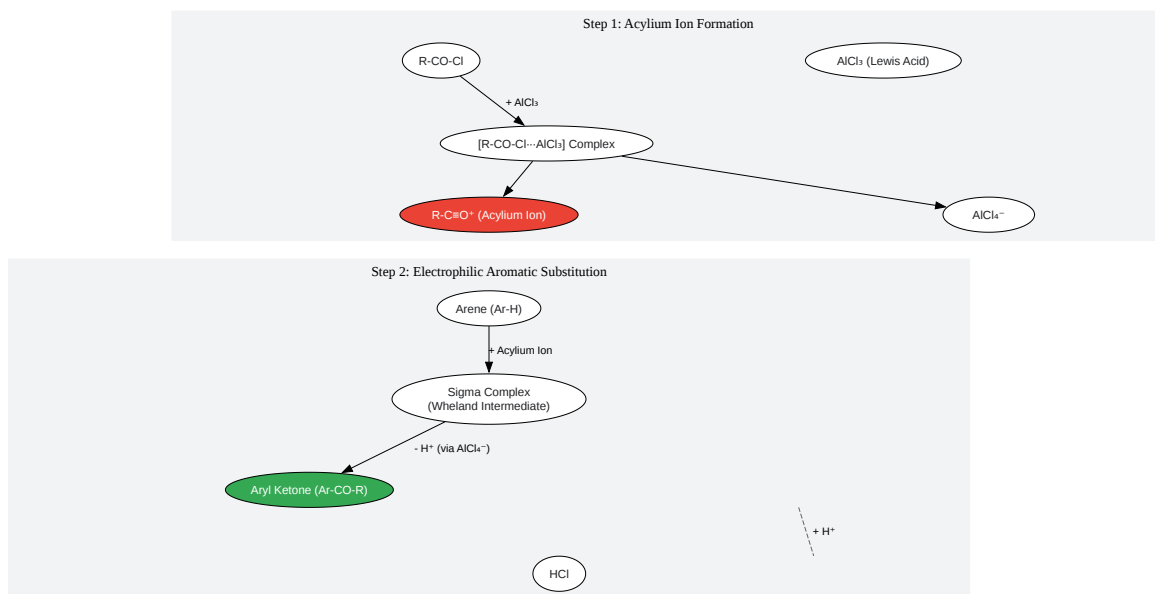 Step 1: Acylium Ion Formation
R-CO-Cl
AlCl₃ (Lewis Acid)
+ AlCl₃
[R-CO-Cl···AlCl₃] Complex
R-C≡O⁺ (Acylium Ion)
AlCl₄⁻
Step 2: Electrophilic Aromatic Substitution
Arene (Ar-H)
+ Acylium Ion
Sigma Complex
(Wheland Intermediate)
- H⁺ (via AlCl₄⁻)
Aryl Ketone (Ar-CO-R)
+ H⁺
HCl